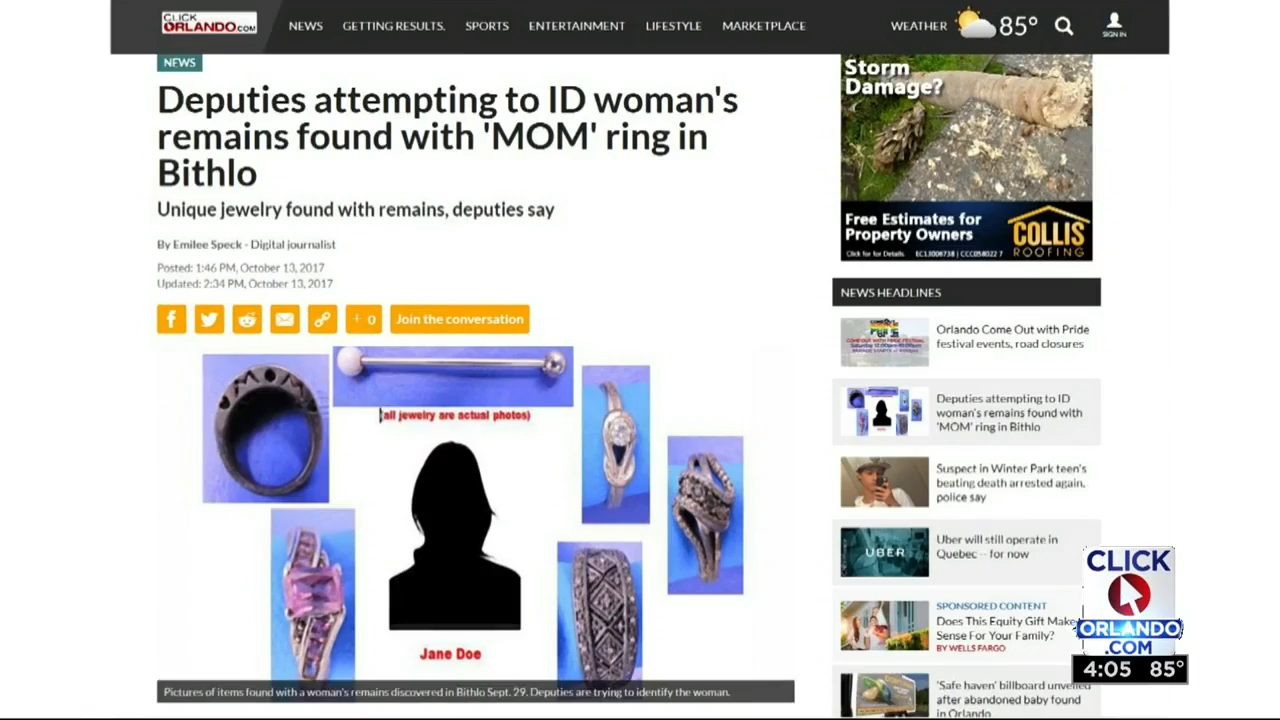 CLICK
ORLANDO.COM
NEWS
GETTING RESULTS.
SPORTS
ENTERTAINMENT
LIFESTYLE
MARKETPLACE
WEATHER
85°
SIGN IN
NEWS
Deputies attempting to ID woman's
remains found with 'MOM' ring in
Bithlo
Unique jewelry found with remains, deputies say
By Emilee Speck - Digital journalist
Posted: 1:46 PM, October 13, 2017
Updated: 2:34 PM, October 13, 2017
+ 0
Join the conversation
MOM
(all jewelry are actual photos)
Jane Doe
Pictures of items found with a woman's remains discovered in Bithlo Sept. 29. Deputies are trying to identify the woman.
Storm
Damage?
Free Estimates for
Property Owners
Click for for Details.
COLLIS
ROOFING
NEWS HEADLINES
Orlando Come Out with Pride
festival events, road closures
Deputies attempting to ID
woman's remains found with
'MOM' ring in Bithlo
Suspect in Winter Park teen's
beating death arrested again,
police say
UBER
Uber will still operate in
Quebec -- for now
SPONSORED CONTENT
Does This Equity Gift Make
Sense For Your Family?
BY WELLS FARGO
'Safe haven' billboard unveiled
after abandoned baby found
in Orlando
CLICK
ORLANDO
.COM
4:05 85°